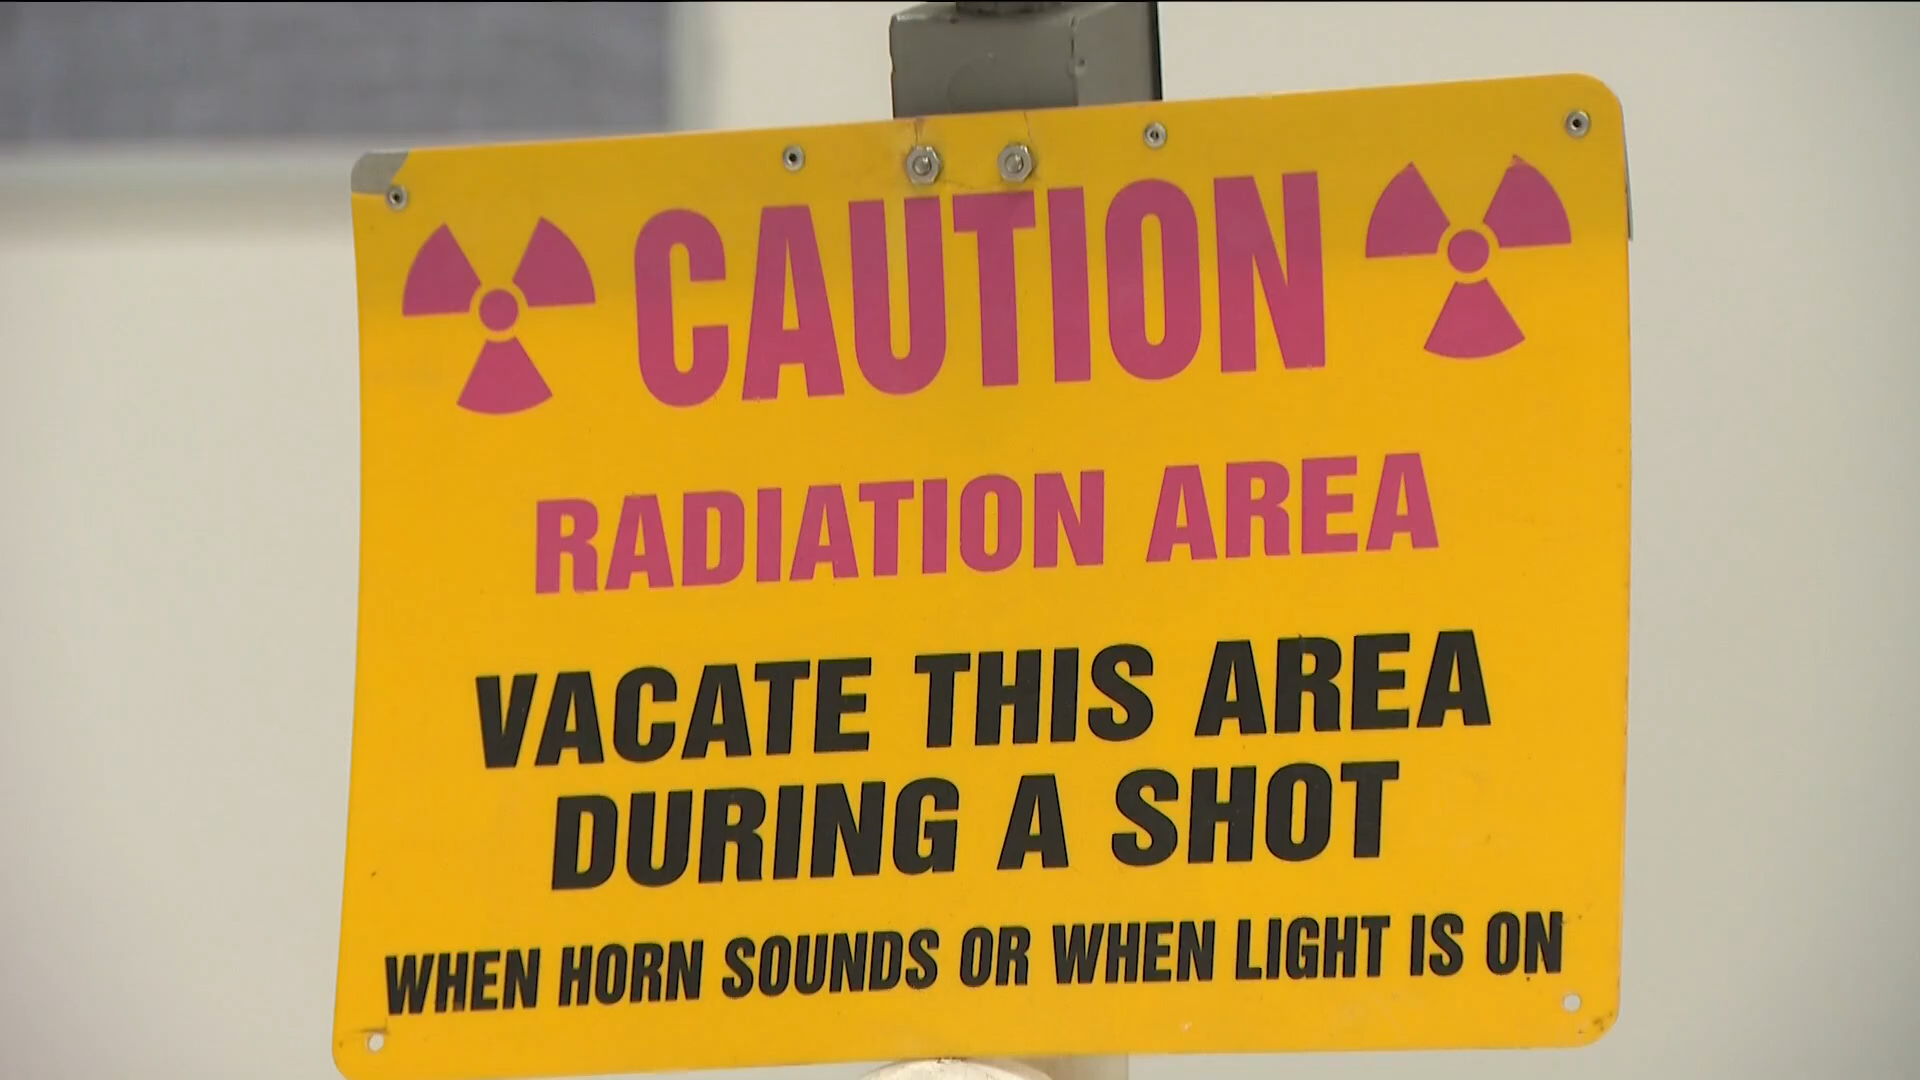 CAUTION
RADIATION AREA
VACATE THIS AREA
DURING A SHOT
WHEN HORN SOUNDS OR WHEN LIGHT IS ON